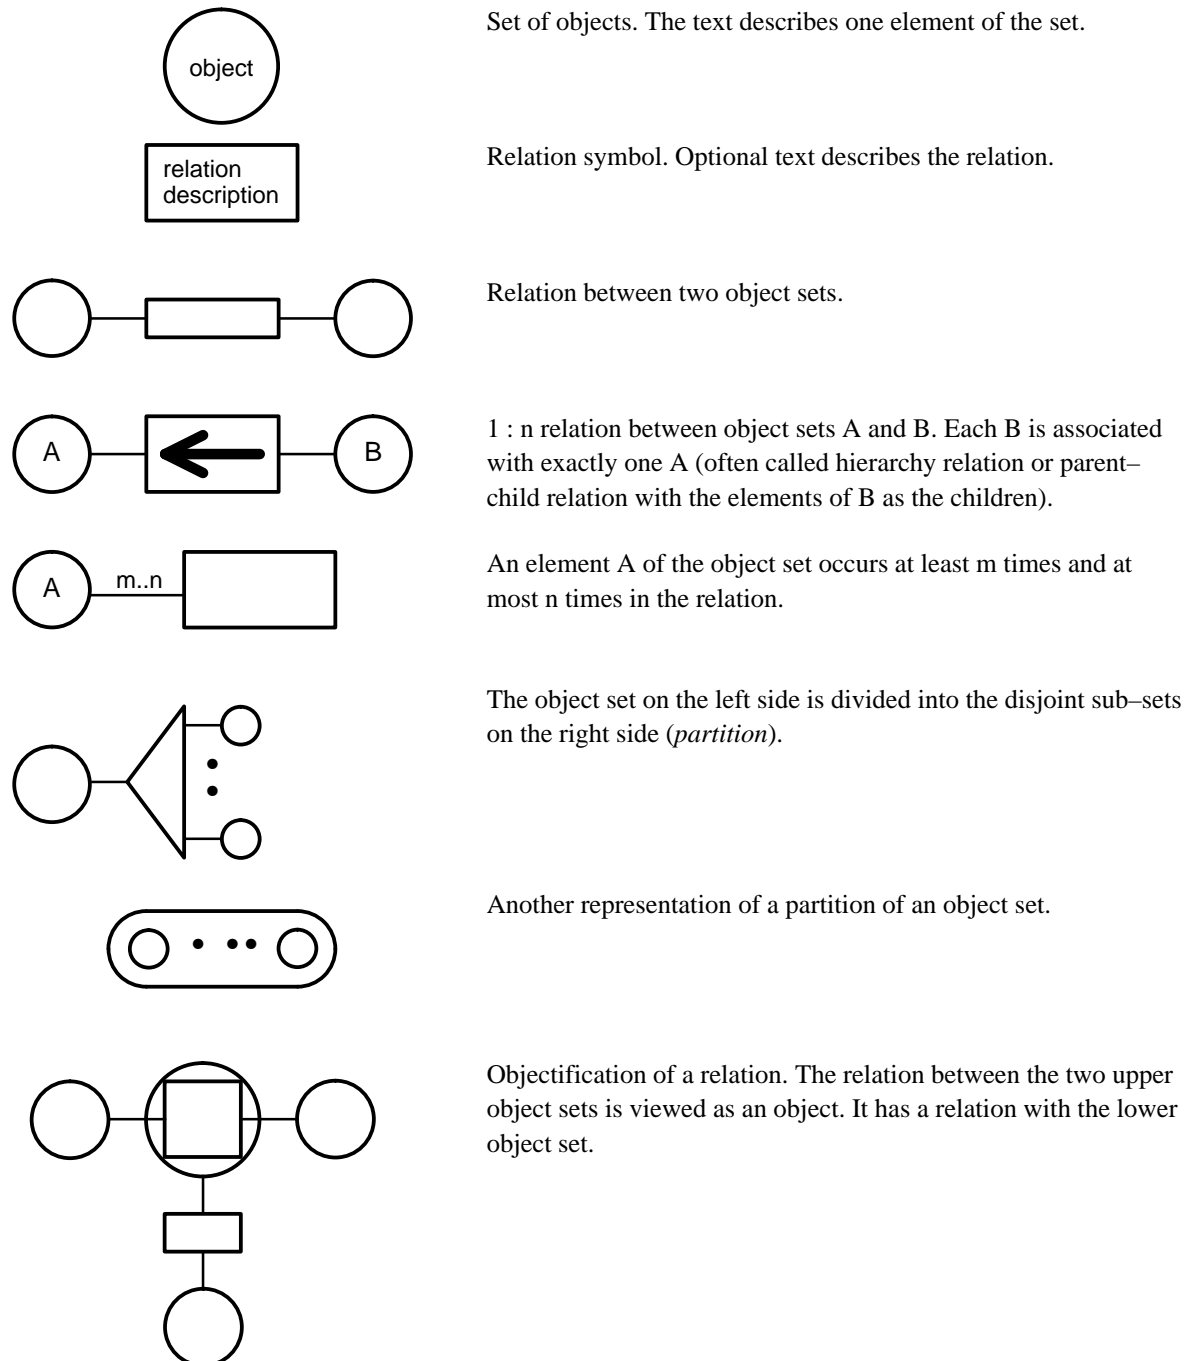 Set of objects. The text describes one element of the set.
object
Relation symbol. Optional text describes the relation.
relation
description
Relation between two object sets.
1 : n relation between object sets A and B. Each B is associated
with exactly one A (often called hierarchy relation or parent–
child relation with the elements of B as the children).
A
B
An element A of the object set occurs at least m times and at
most n times in the relation.
A
m..n
The object set on the left side is divided into the disjoint sub–sets
on the right side (partition).
Another representation of a partition of an object set.
Objectification of a relation. The relation between the two upper
object sets is viewed as an object. It has a relation with the lower
object set.